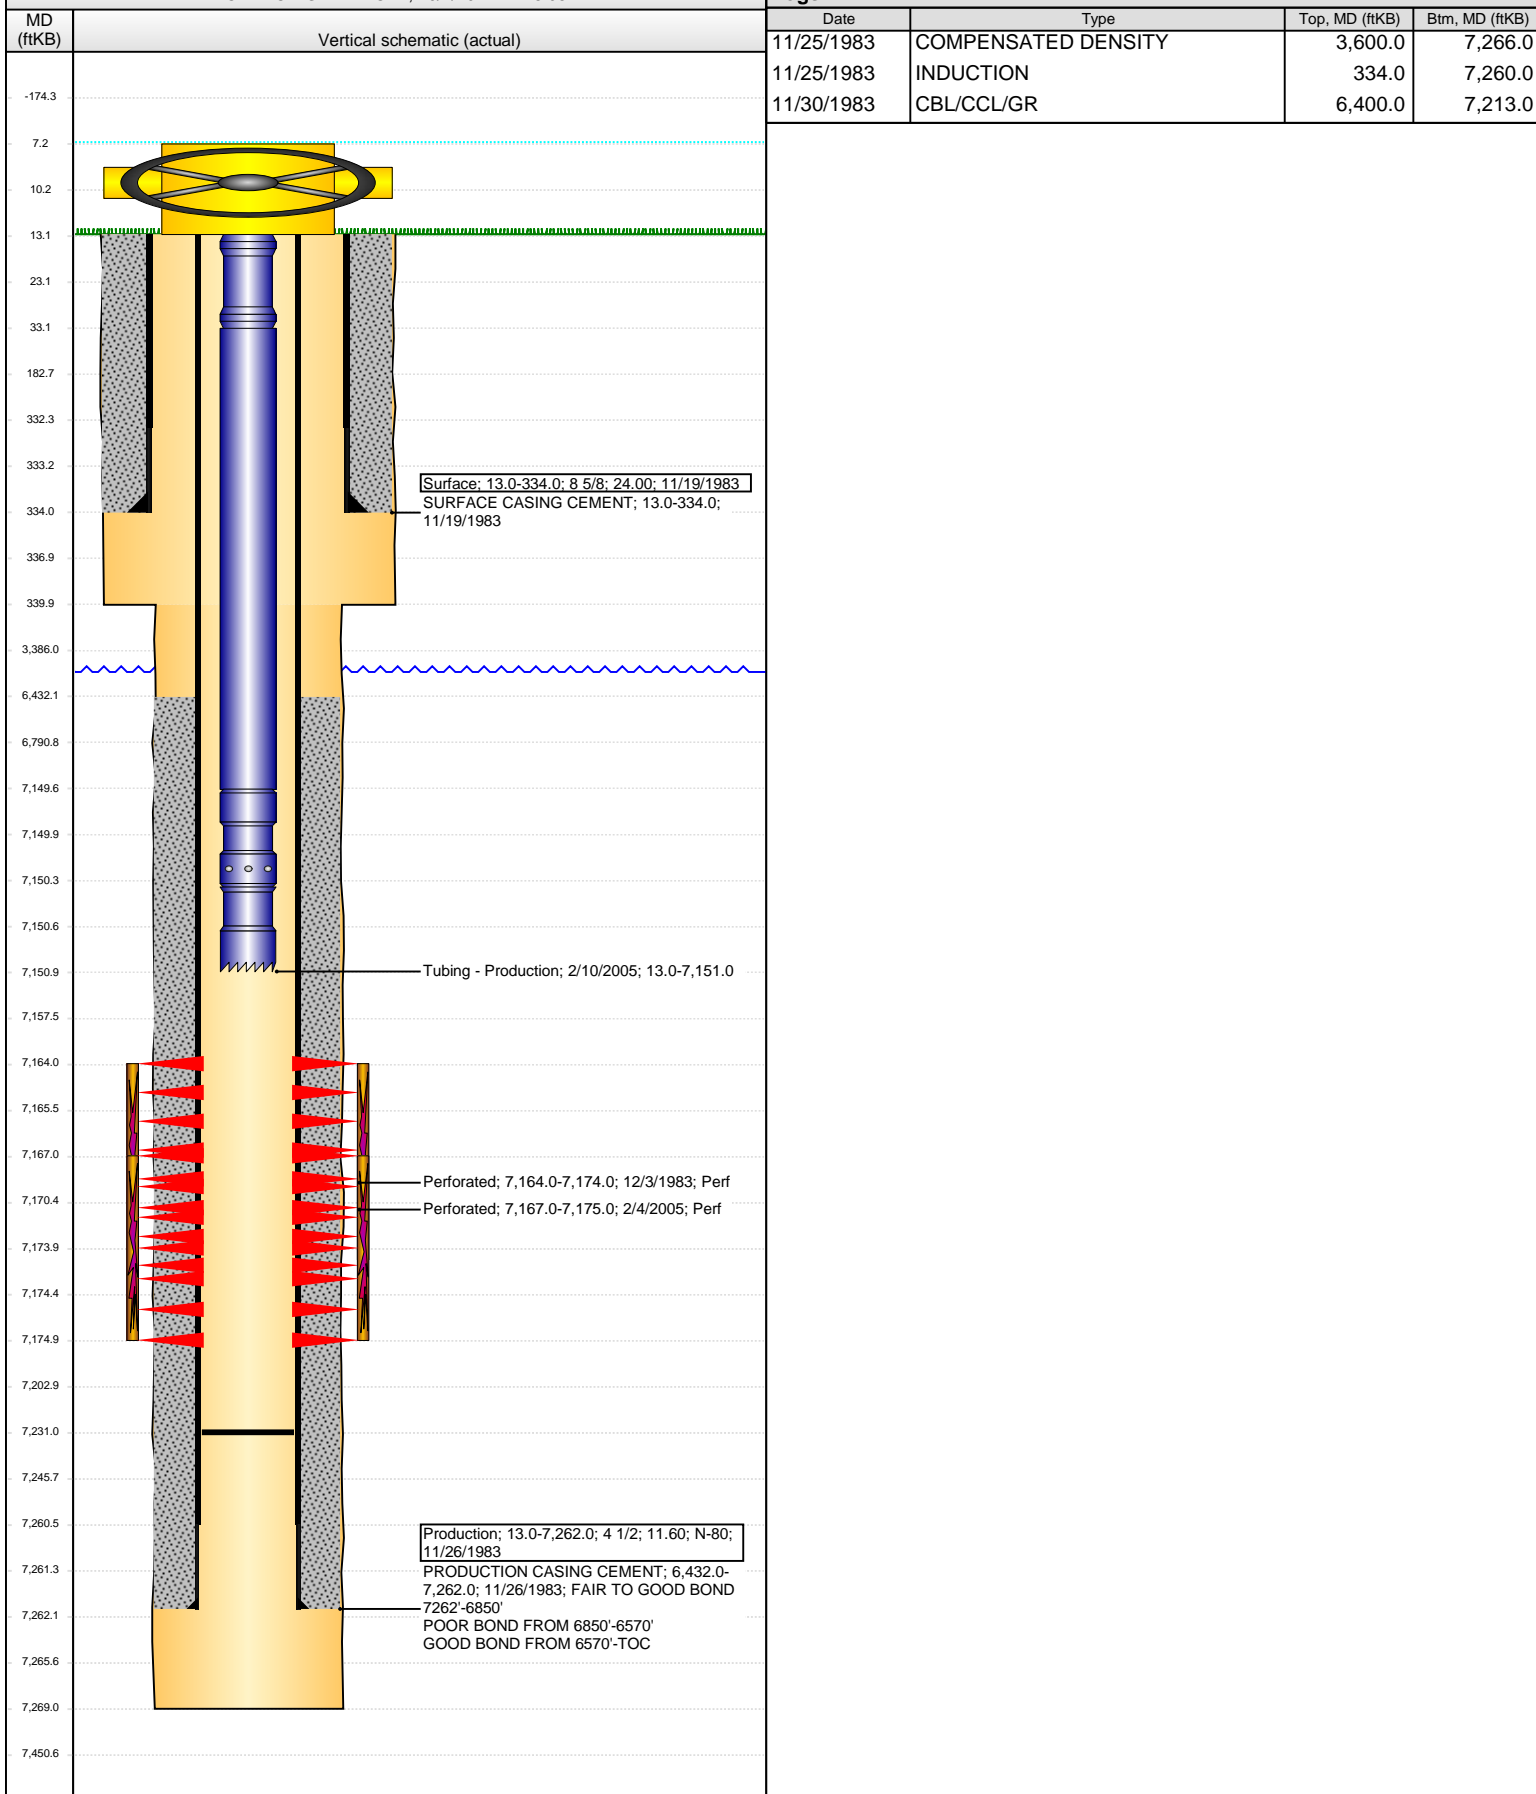 MD
(ftKB)
Vertical schematic (actual)
Date Type Top, MD (ftKB) Btm, MD (ftKB)
11/25/1983 COMPENSATED DENSITY 3,600.0 7,266.0
11/25/1983 INDUCTION 334.0 7,260.0
11/30/1983 CBL/CCL/GR 6,400.0 7,213.0
-174.3
7.2
10.2
13.1
23.1
33.1
182.7
332.3
333.2
Surface; 13.0-334.0; 8 5/8; 24.00; 11/19/1983
SURFACE CASING CEMENT; 13.0-334.0;
11/19/1983
334.0
336.9
339.9
3,386.0
6,432.1
6,790.8
7,149.6
7,149.9
7,150.3
7,150.6
7,150.9
Tubing - Production; 2/10/2005; 13.0-7,151.0
7,157.5
7,164.0
7,165.5
7,167.0
Perforated; 7,164.0-7,174.0; 12/3/1983; Perf
7,170.4
Perforated; 7,167.0-7,175.0; 2/4/2005; Perf
7,173.9
7,174.4
7,174.9
7,202.9
7,231.0
7,245.7
7,260.5
Production; 13.0-7,262.0; 4 1/2; 11.60; N-80;
11/26/1983
7,261.3
PRODUCTION CASING CEMENT; 6,432.0-
7,262.0; 11/26/1983; FAIR TO GOOD BOND
7262'-6850'
POOR BOND FROM 6850'-6570'
GOOD BOND FROM 6570'-TOC
7,262.1
7,265.6
7,269.0
7,450.6